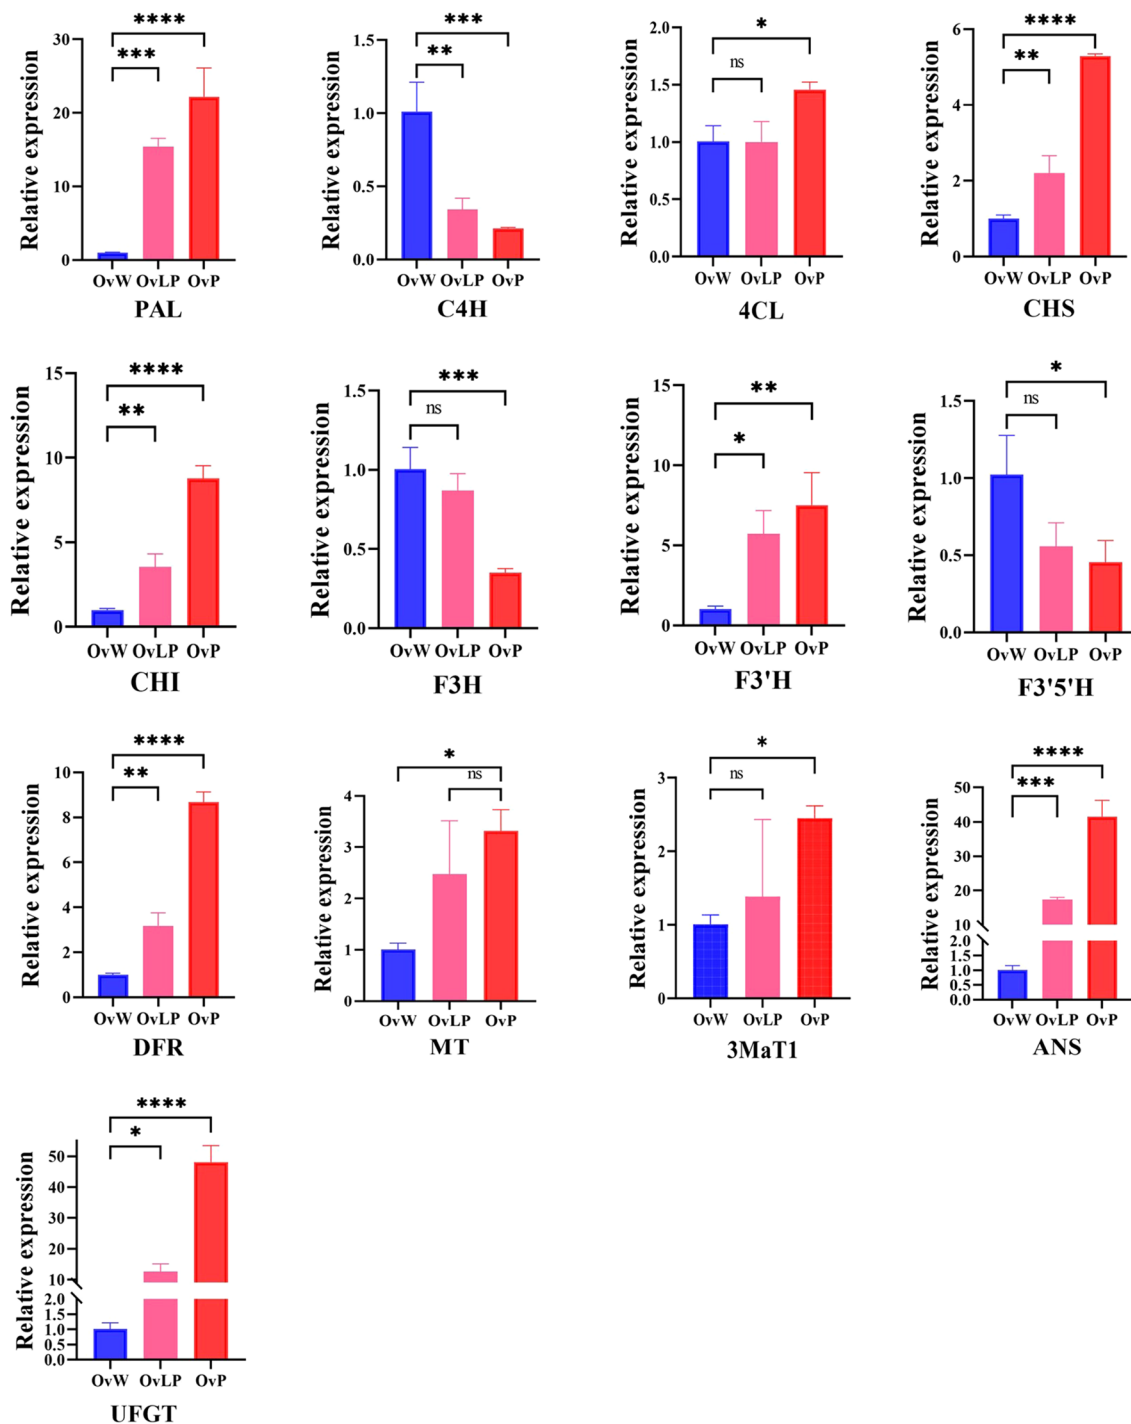 ****
***
30
20
10
0
Relative expression
OvW OvLP OvP
PAL
***
**
1.5
1.0
0.5
0.0
Relative expression
OvW OvLP OvP
C4H
*
ns
2.0
1.5
1.0
0.5
0.0
Relative expression
OvW OvLP OvP
4CL
****
**
6
4
2
0
Relative expression
OvW OvLP OvP
CHS
****
**
15
10
5
0
Relative expression
OvW OvLP OvP
CHI
***
ns
1.5
1.0
0.5
0.0
Relative expression
OvW OvLP OvP
F3H
**
*
15
10
5
0
Relative expression
OvW OvLP OvP
F3'H
*
ns
1.5
1.0
0.5
0.0
Relative expression
OvW OvLP OvP
F3'5'H
****
**
10
8
6
4
2
0
Relative expression
OvW OvLP OvP
DFR
*
ns
4
3
2
1
0
Relative expression
OvW OvLP OvP
MT
*
ns
3
2
1
0
Relative expression
OvW OvLP OvP
3MaT1
****
***
50
40
30
20
10
2.0
1.5
1.0
0.5
0.0
Relative expression
OvW OvLP OvP
ANS
****
*
50
40
30
20
10
2.0
1.5
1.0
0.5
0.0
Relative expression
OvW OvLP OvP
UFGT